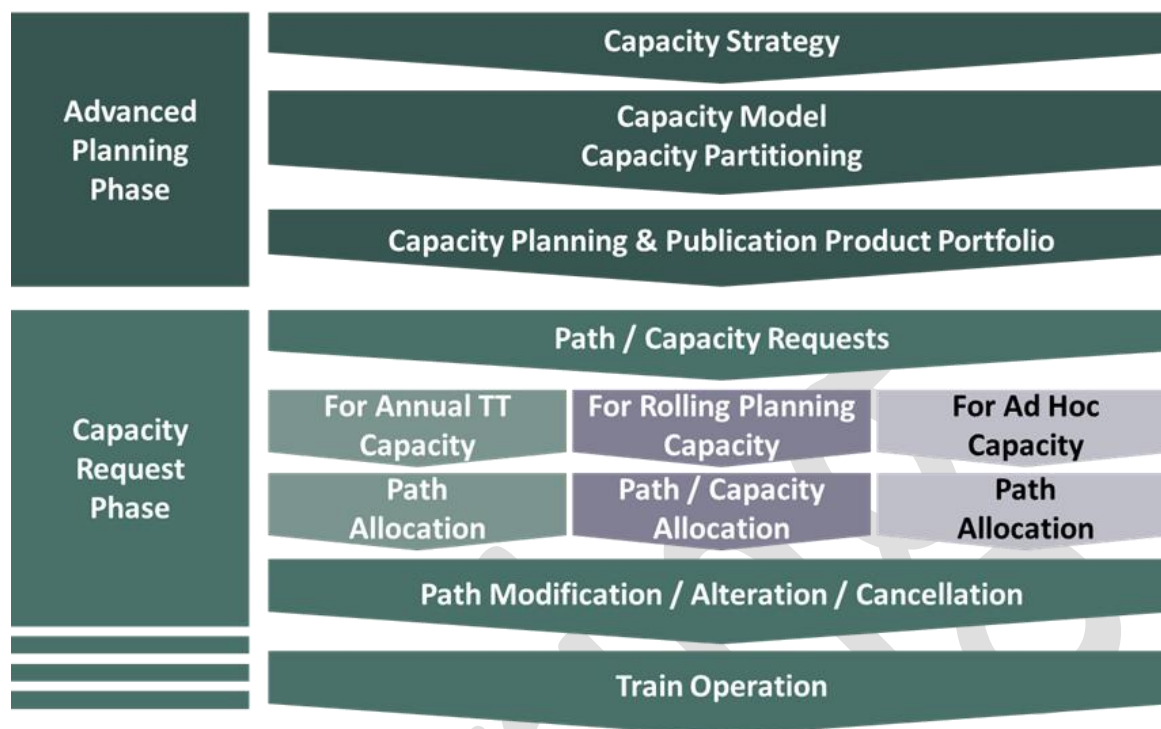 Capacity Strategy
Advanced
Planning
Phase
Capacity Model
Capacity Partitioning
Capacity Planning & Publication Product Portfolio
Path / Capacity Requests
Capacity
Request
Phase
For Annual TT
Capacity
For Rolling Planning
Capacity
For Ad Hoc
Capacity
Path
Allocation
Path / Capacity
Allocation
Path
Allocation
Path Modification / Alteration / Cancellation
Train Operation